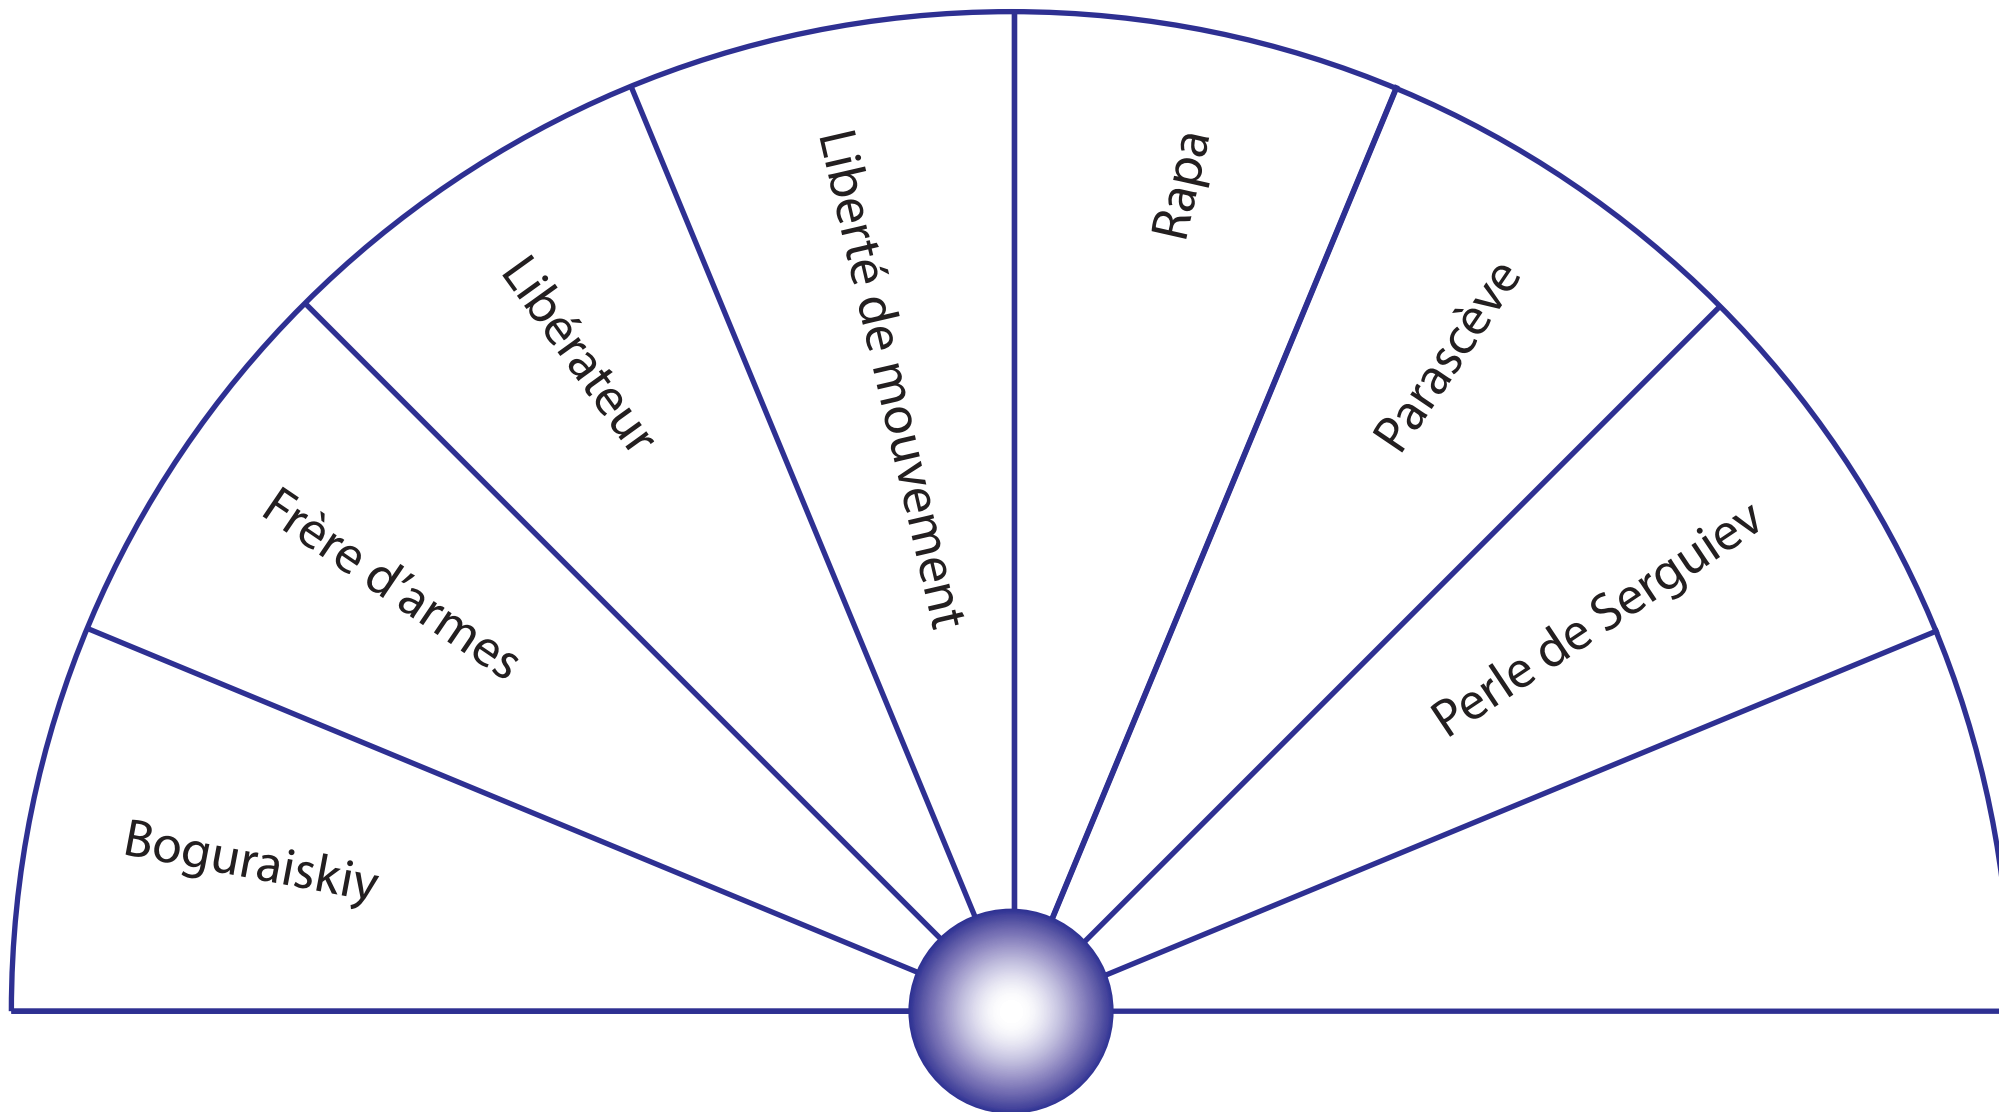 Boguraiskiy
Frère d’armes
Libérateur
Liberté de mouvement
Rapa
Parascève
Perle de Serguiev